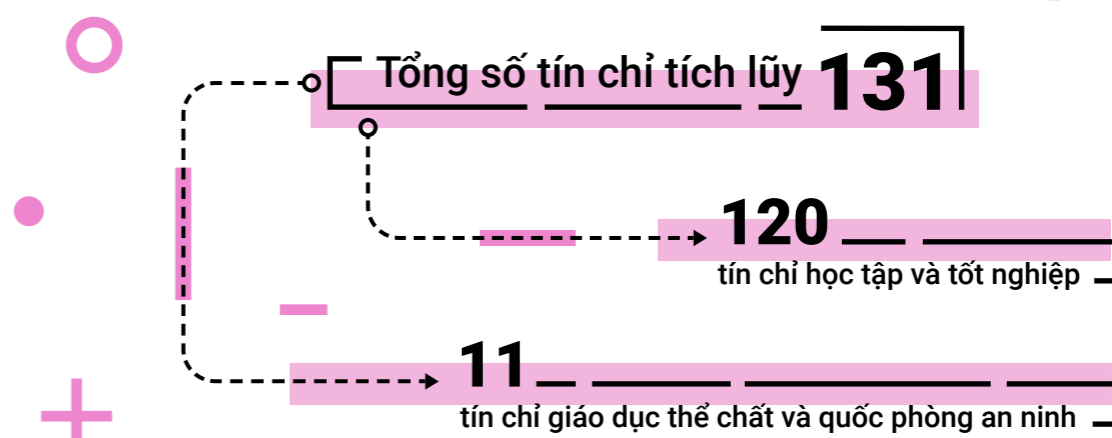 Tổng số tín chỉ tích lũy 131
120
tín chỉ học tập và tốt nghiệp
11
tín chỉ giáo dục thể chất và quốc phòng an ninh